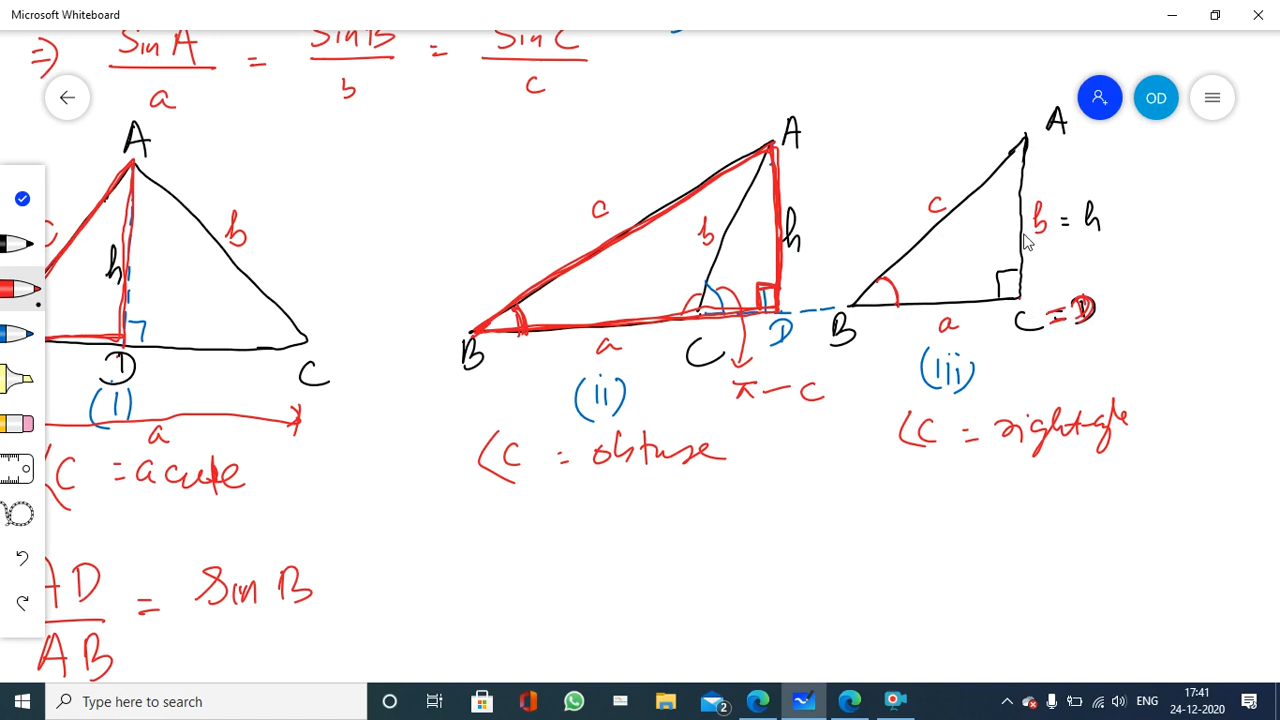 Microsoft Whiteboard
⇒ Sin A / a = Sin B / b = Sin C / c
OD
A
c
h
b
D
C
(i)
a
<C = acute
A
c
b
h
B
a
C
D
(ii)
π - C
<C = obtuse
A
c
b = h
B
a
C = D
(iii)
<C = right angle
AD / AB = Sin B
Type here to search
2
ENG
17:41
24-12-2020